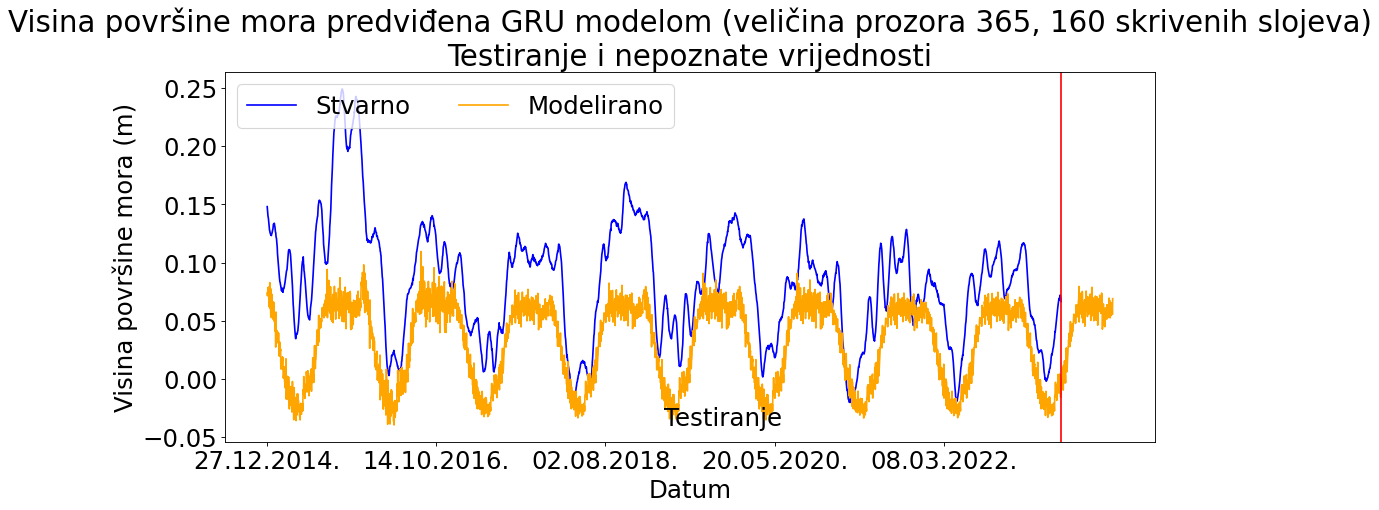 Visina površine mora predviđena GRU modelom (veličina prozora 365, 160 skrivenih slojeva)
Testiranje i nepoznate vrijednosti
Stvarno
Modelirano
Visina površine mora (m)
0.25
0.20
0.15
0.10
0.05
0.00
−0.05
Testiranje
27.12.2014.
14.10.2016.
02.08.2018.
20.05.2020.
08.03.2022.
Datum